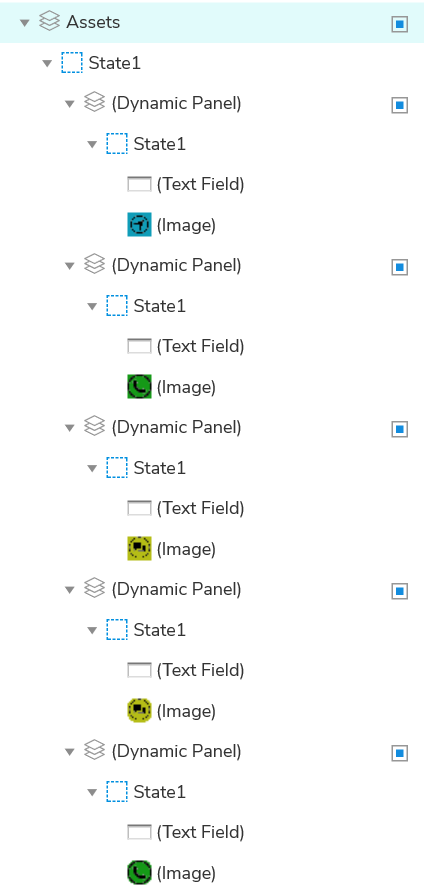 Assets
State1
(Dynamic Panel)
State1
(Text Field)
(Image)
(Dynamic Panel)
State1
(Text Field)
(Image)
(Dynamic Panel)
State1
(Text Field)
(Image)
(Dynamic Panel)
State1
(Text Field)
(Image)
(Dynamic Panel)
State1
(Text Field)
(Image)